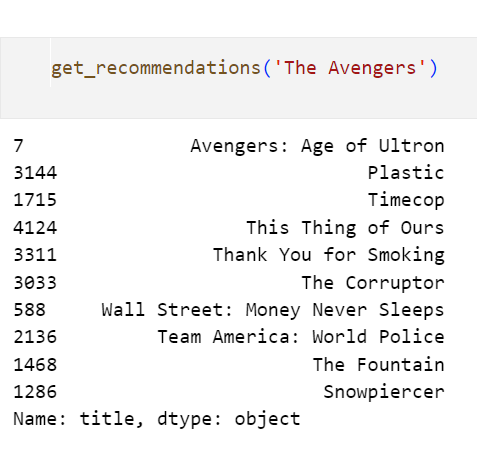 get_recommendations('The Avengers')
7 Avengers: Age of Ultron
3144 Plastic
1715 Timecop
4124 This Thing of Ours
3311 Thank You for Smoking
3033 The Corruptor
588 Wall Street: Money Never Sleeps
2136 Team America: World Police
1468 The Fountain
1286 Snowpiercer
Name: title, dtype: object